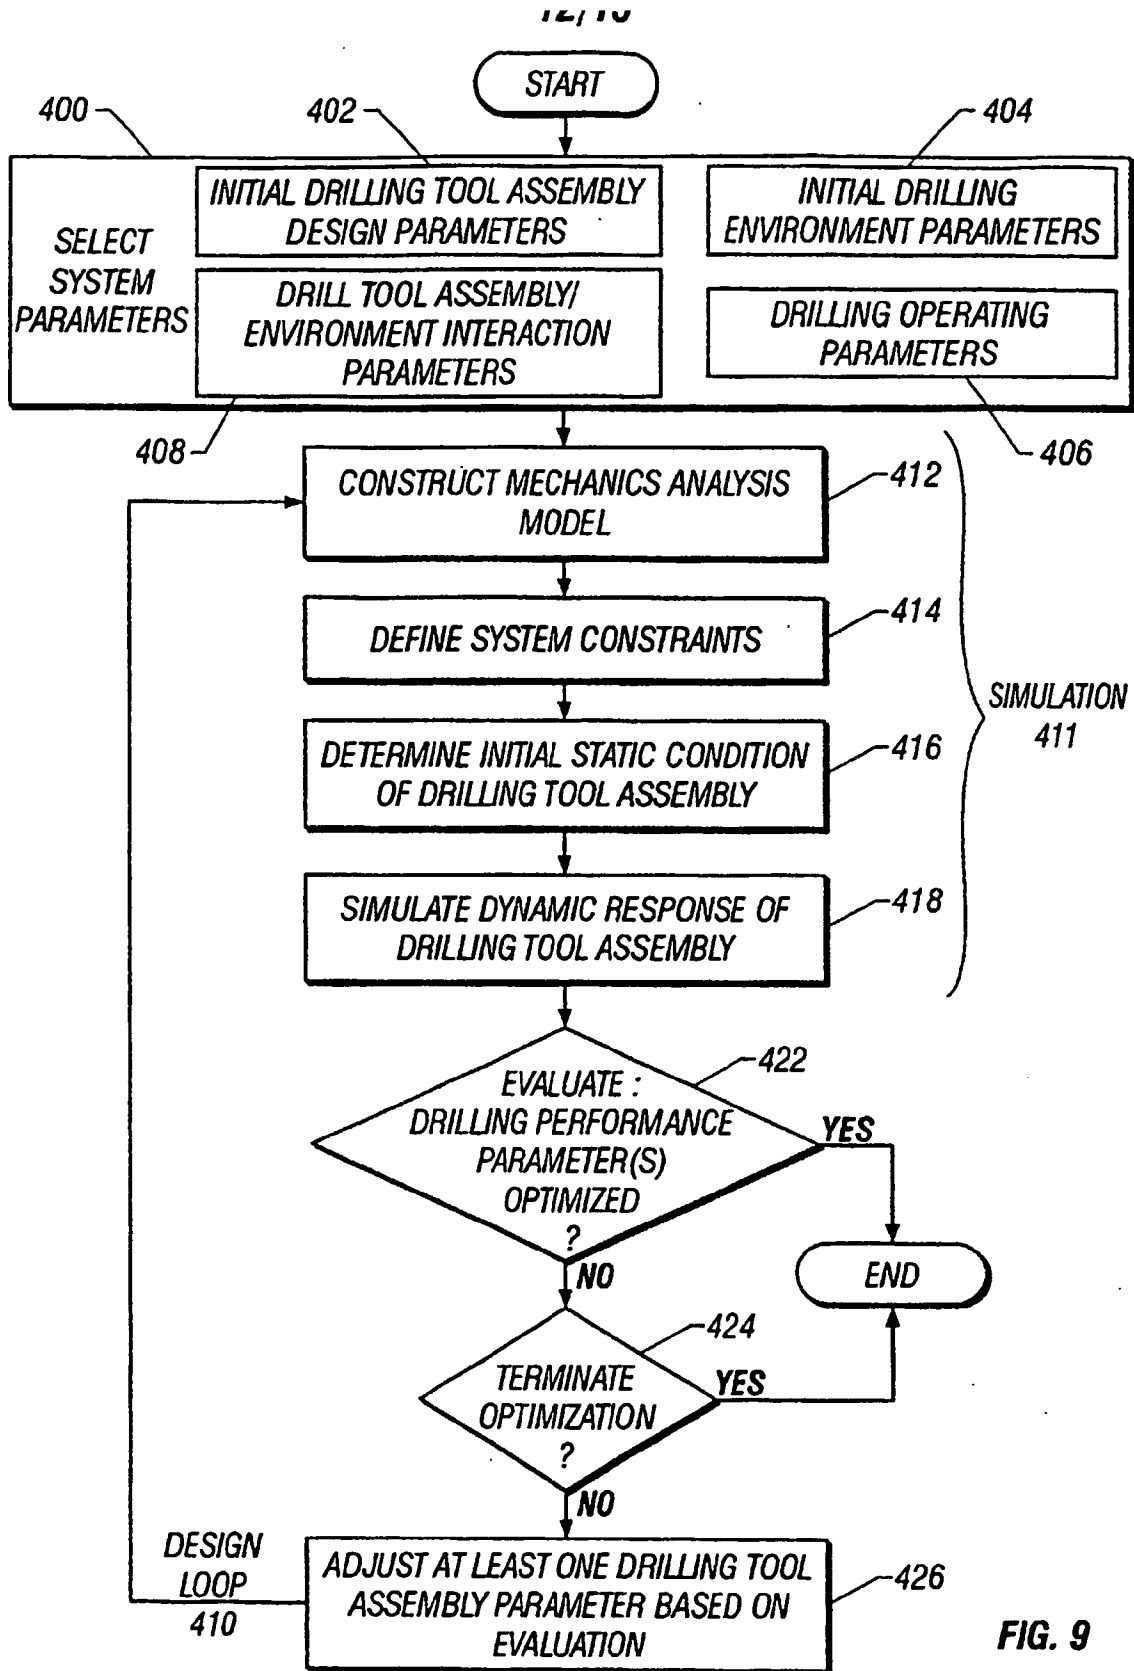 START
400
402
404
SELECT
SYSTEM
PARAMETERS
INITIAL DRILLING TOOL ASSEMBLY
DESIGN PARAMETERS
INITIAL DRILLING
ENVIRONMENT PARAMETERS
DRILL TOOL ASSEMBLY/
ENVIRONMENT INTERACTION
PARAMETERS
DRILLING OPERATING
PARAMETERS
408
406
CONSTRUCT MECHANICS ANALYSIS
MODEL
412
DEFINE SYSTEM CONSTRAINTS
414
SIMULATION
411
DETERMINE INITIAL STATIC CONDITION
OF DRILLING TOOL ASSEMBLY
416
SIMULATE DYNAMIC RESPONSE OF
DRILLING TOOL ASSEMBLY
418
EVALUATE :
DRILLING PERFORMANCE
PARAMETER(S)
OPTIMIZED
?
422
YES
NO
END
TERMINATE
OPTIMIZATION
?
424
YES
NO
DESIGN
LOOP
410
ADJUST AT LEAST ONE DRILLING TOOL
ASSEMBLY PARAMETER BASED ON
EVALUATION
426
FIG. 9